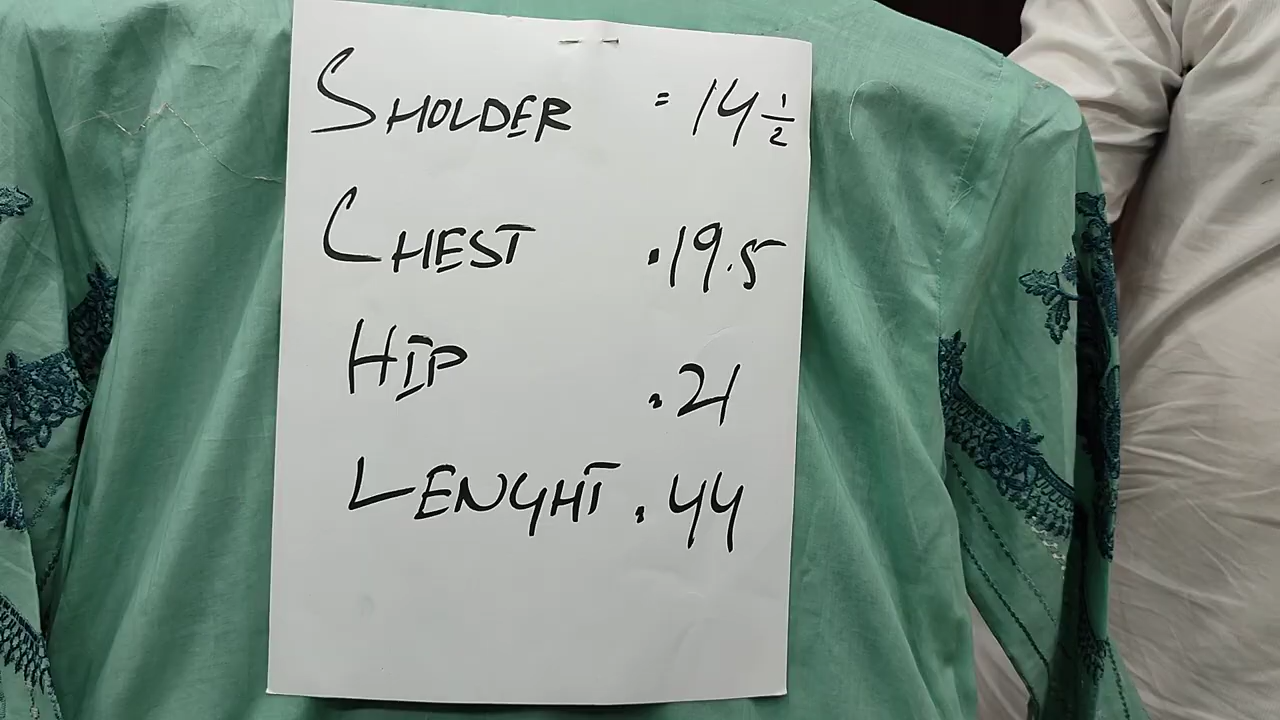 SHOLDER = 14 1/2
CHEST .19.5
HIP .21
LENGHT .44